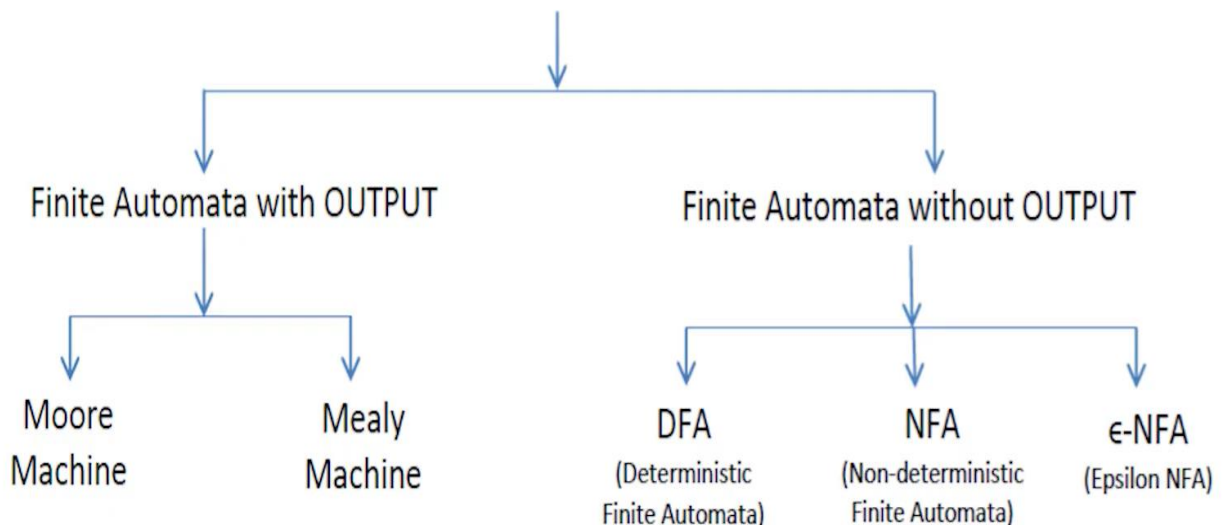 Finite Automata with OUTPUT
Finite Automata without OUTPUT
Moore
Machine
Mealy
Machine
DFA
(Deterministic
Finite Automata)
NFA
(Non-deterministic
Finite Automata)
ϵ-NFA
(Epsilon NFA)